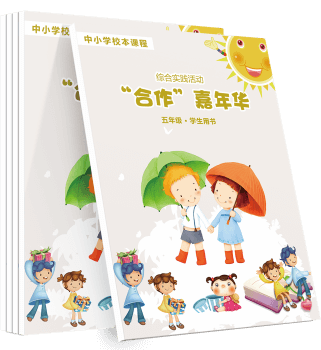 中小学校
“合
中小学校本课程
综合实践活动
“合作”嘉年华
五年级·学生用书